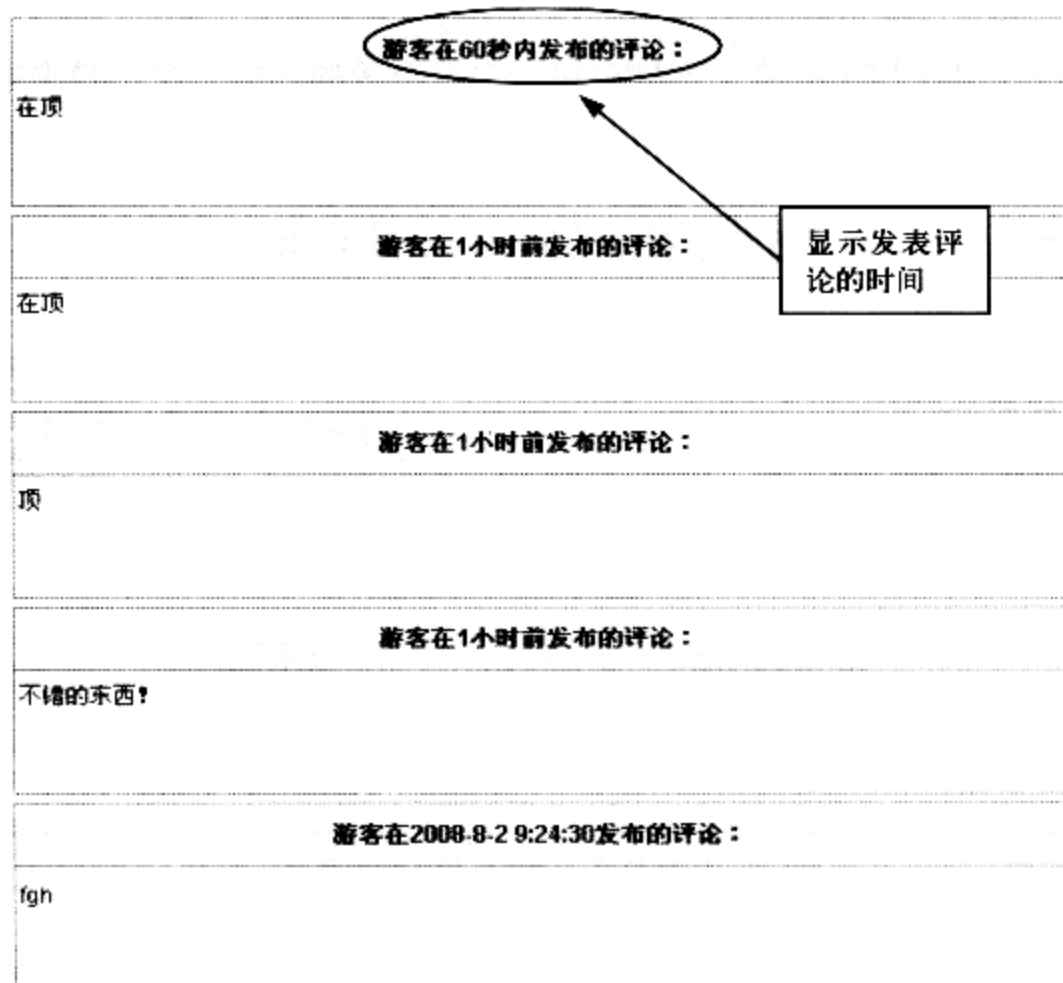 游客在60秒内发布的评论：
在顶
游客在1小时前发布的评论：
显示发表评
论的时间
在顶
游客在1小时前发布的评论：
顶
游客在1小时前发布的评论：
不错的东西！
游客在2008-8-2 9:24:30发布的评论：
fgh